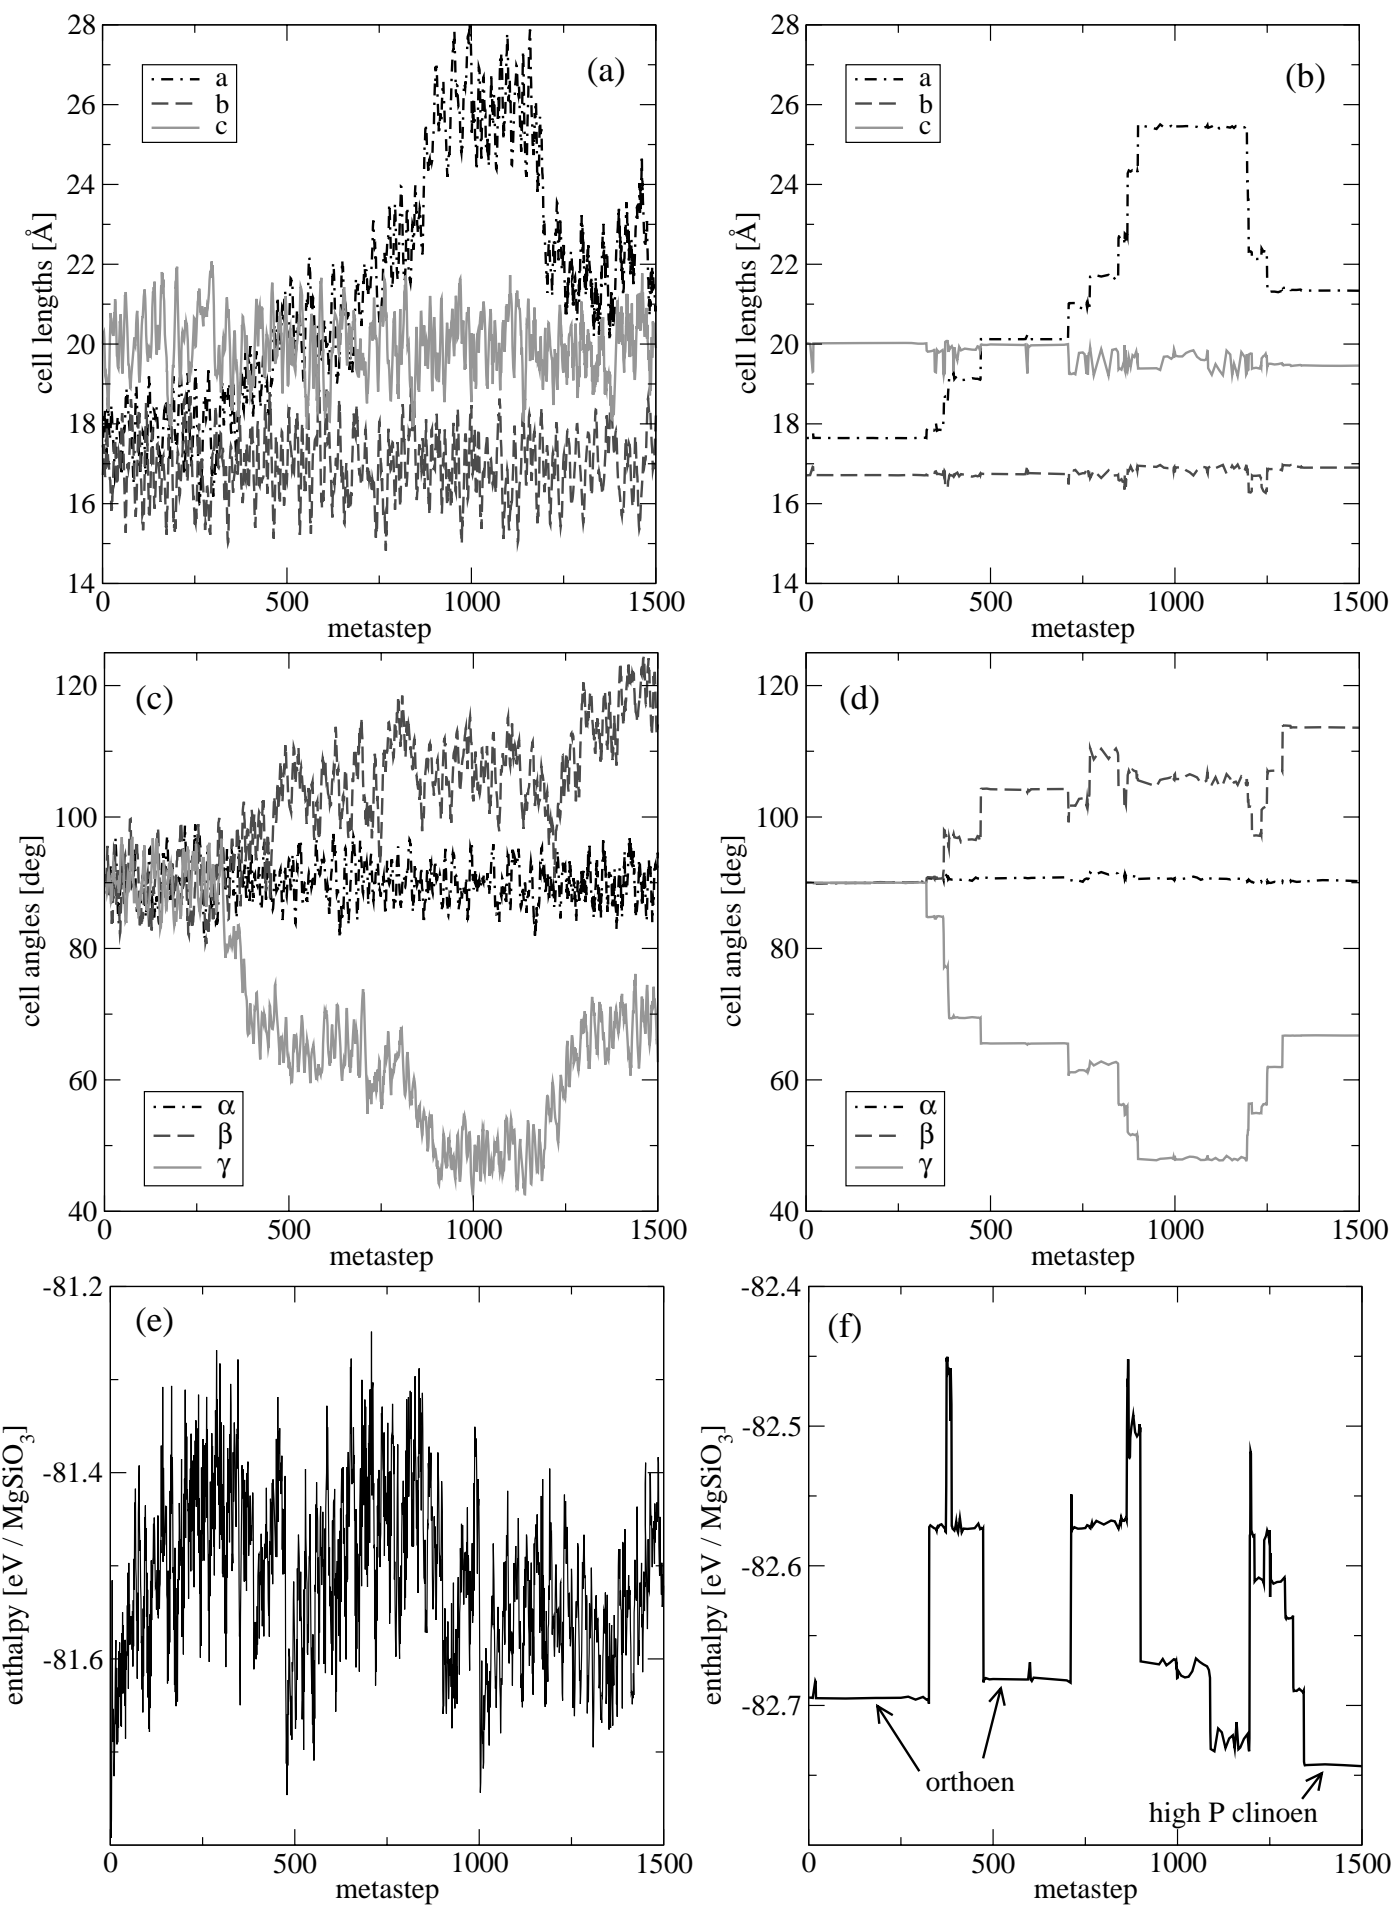 28
26
24
22
20
18
16
14
cell lengths [Å]
a
b
c
(a)
0 500 1000 1500
metastep
28
26
24
22
20
18
16
14
cell lengths [Å]
a
b
c
(b)
0 500 1000 1500
metastep
120
100
80
60
40
cell angles [deg]
(c)
α
β
γ
0 500 1000 1500
metastep
120
100
80
60
40
cell angles [deg]
(d)
α
β
γ
0 500 1000 1500
metastep
-81.2
-81.4
-81.6
enthalpy [eV / MgSiO3]
(e)
0 500 1000 1500
metastep
-82.4
-82.5
-82.6
-82.7
enthalpy [eV / MgSiO3]
(f)
orthoen
high P clinoen
0 500 1000 1500
metastep